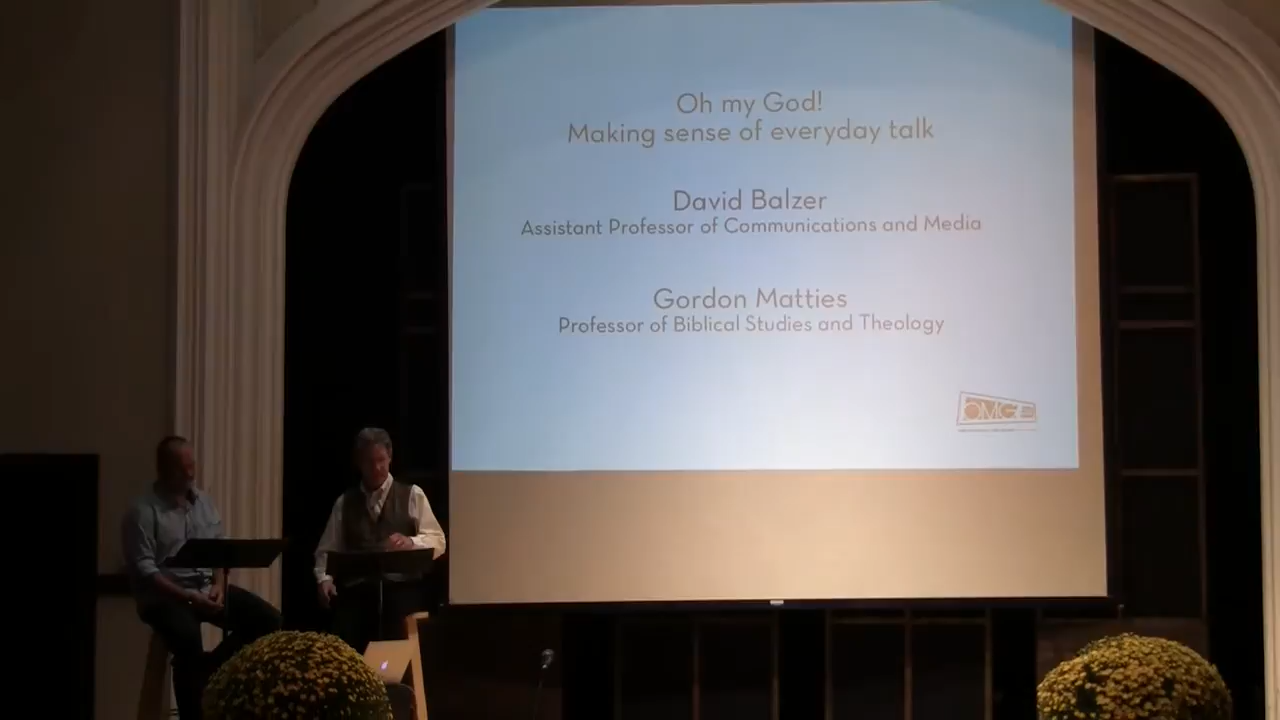 Oh my God!
Making sense of everyday talk
David Balzer
Assistant Professor of Communications and Media
Gordon Matties
Professor of Biblical Studies and Theology
OMG